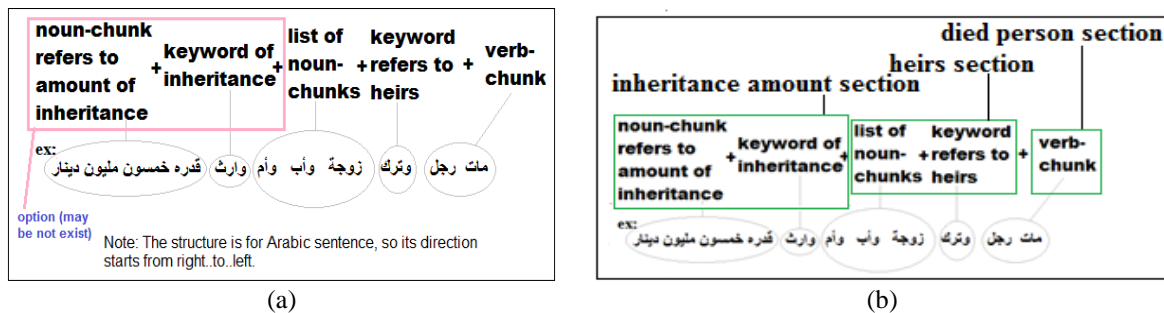 noun-chunk
refers to
amount of
inheritance
+
keyword of
inheritance
+
list of
noun-
chunks
+
keyword
refers to
heirs
+
verb-
chunk
ex:
مات رجل وترك زوجة وأب وأم وارث قدره خمسون مليون دينار
option (may
be not exist)
Note: The structure is for Arabic sentence, so its direction
starts from right..to..left.
(a)
died person section
heirs section
inheritance amount section
noun-chunk
refers to
amount of
inheritance
+
keyword of
inheritance
+
list of
noun-
chunks
+
keyword
refers to
heirs
+
verb-
chunk
ex:
مات رجل وترك زوجة وأب وأم وارث قدره خمسون مليون دينار
(b)